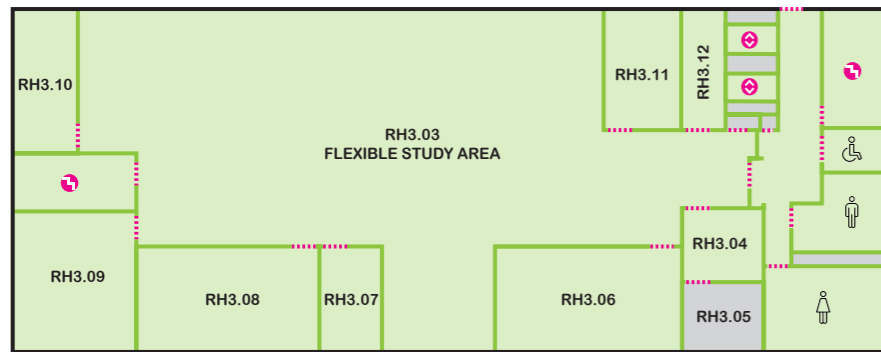 RH3.10
RH3.11
RH3.12
RH3.03
FLEXIBLE STUDY AREA
RH3.04
RH3.09
RH3.08
RH3.07
RH3.06
RH3.05